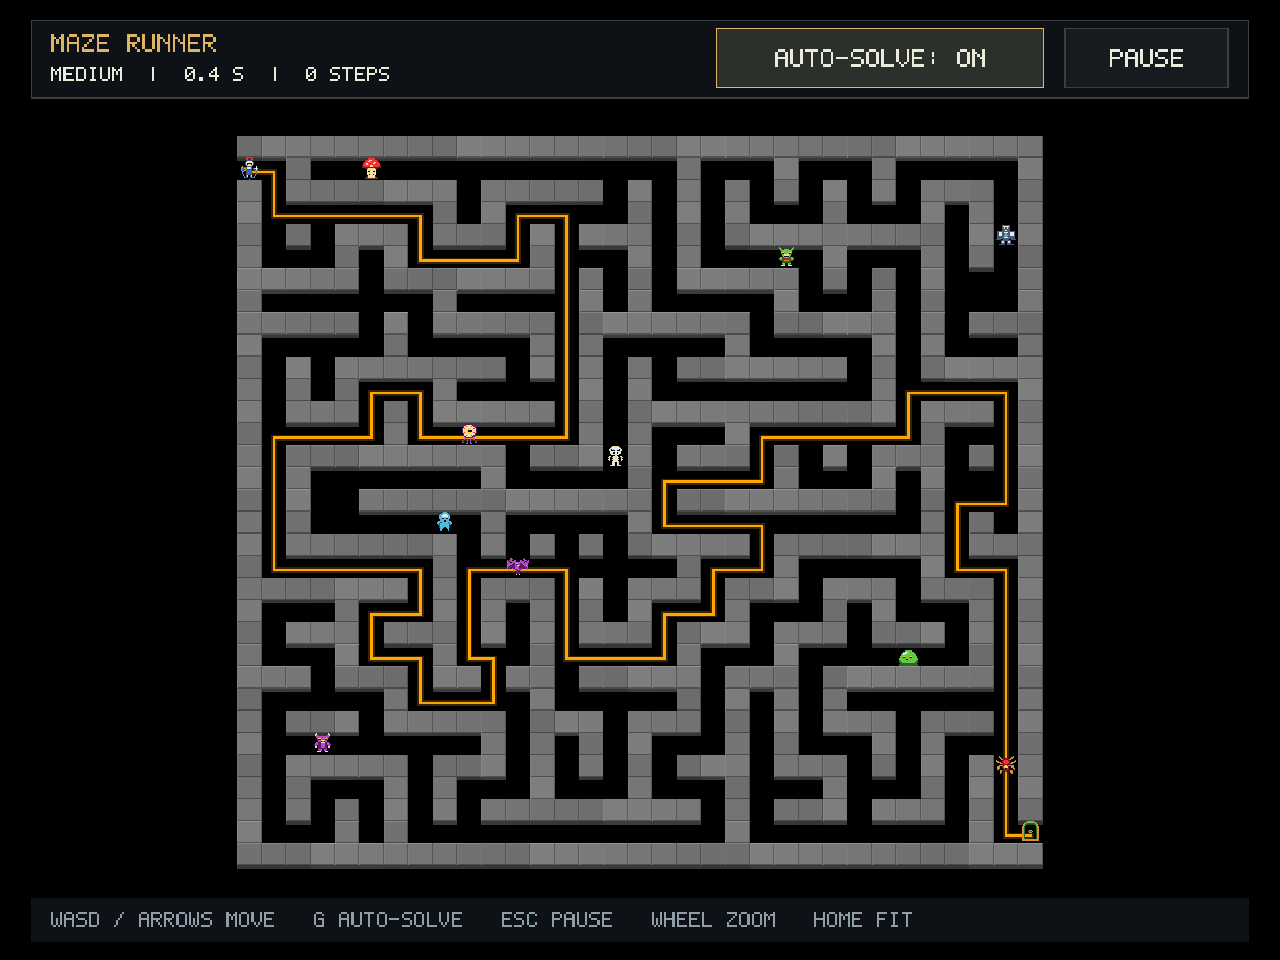 MAZE RUNNER
MEDIUM | 0.4 S | 0 STEPS
AUTO-SOLVE: ON
PAUSE
WASD / ARROWS MOVE G AUTO-SOLVE ESC PAUSE WHEEL ZOOM HOME FIT